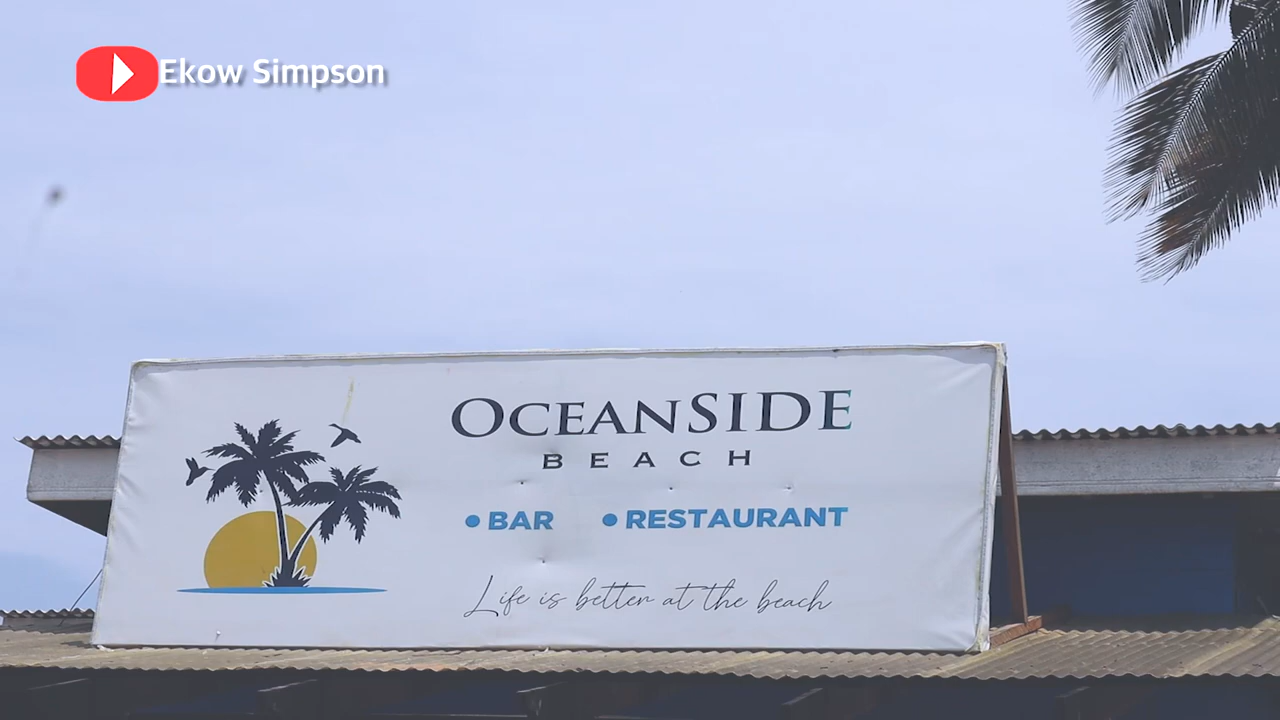 Ekow Simpson
OCEANSIDE
BEACH
• BAR • RESTAURANT
Life is better at the beach